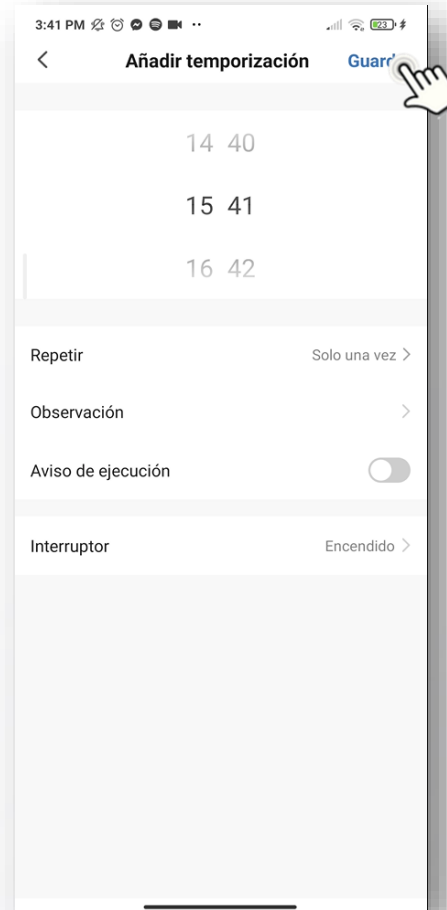 3:41 PM
23
Añadir temporización Guard
14 40
15 41
16 42
Repetir Solo una vez
Observación
Aviso de ejecución
Interruptor Encendido